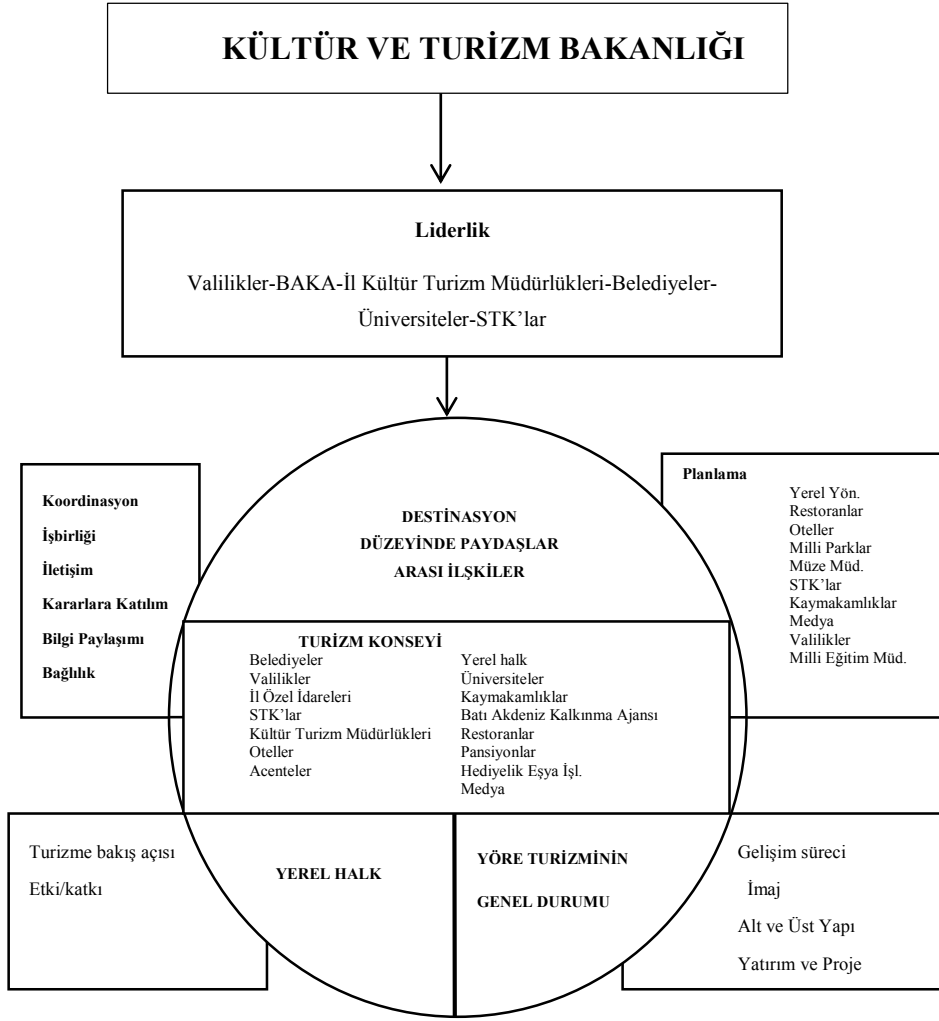 KÜLTÜR VE TURİZM BAKANLIĞI
Liderlik
Valilikler-BAKA-İl Kültür Turizm Müdürlükleri-Belediyeler-
Üniversiteler-STK’lar
Koordinasyon
İşbirliği
İletişim
Kararlara Katılım
Bilgi Paylaşımı
Bağlılık
DESTİNASYON
DÜZEYİNDE PAYDAŞLAR
ARASI İLŞKİLER
Planlama
Yerel Yön.
Restoranlar
Oteller
Milli Parklar
Müze Müd.
STK’lar
Kaymakamlıklar
Medya
Valilikler
Milli Eğitim Müd.
TURİZM KONSEYİ
Belediyeler
Valilikler
İl Özel İdareleri
STK’lar
Kültür Turizm Müdürlükleri
Oteller
Acenteler
Yerel halk
Üniversiteler
Kaymakamlıklar
Batı Akdeniz Kalkınma Ajansı
Restoranlar
Pansiyonlar
Hediyelik Eşya İşl.
Medya
Turizme bakış açısı
Etki/katkı
YEREL HALK
YÖRE TURİZMİNİN
GENEL DURUMU
Gelişim süreci
İmaj
Alt ve Üst Yapı
Yatırım ve Proje